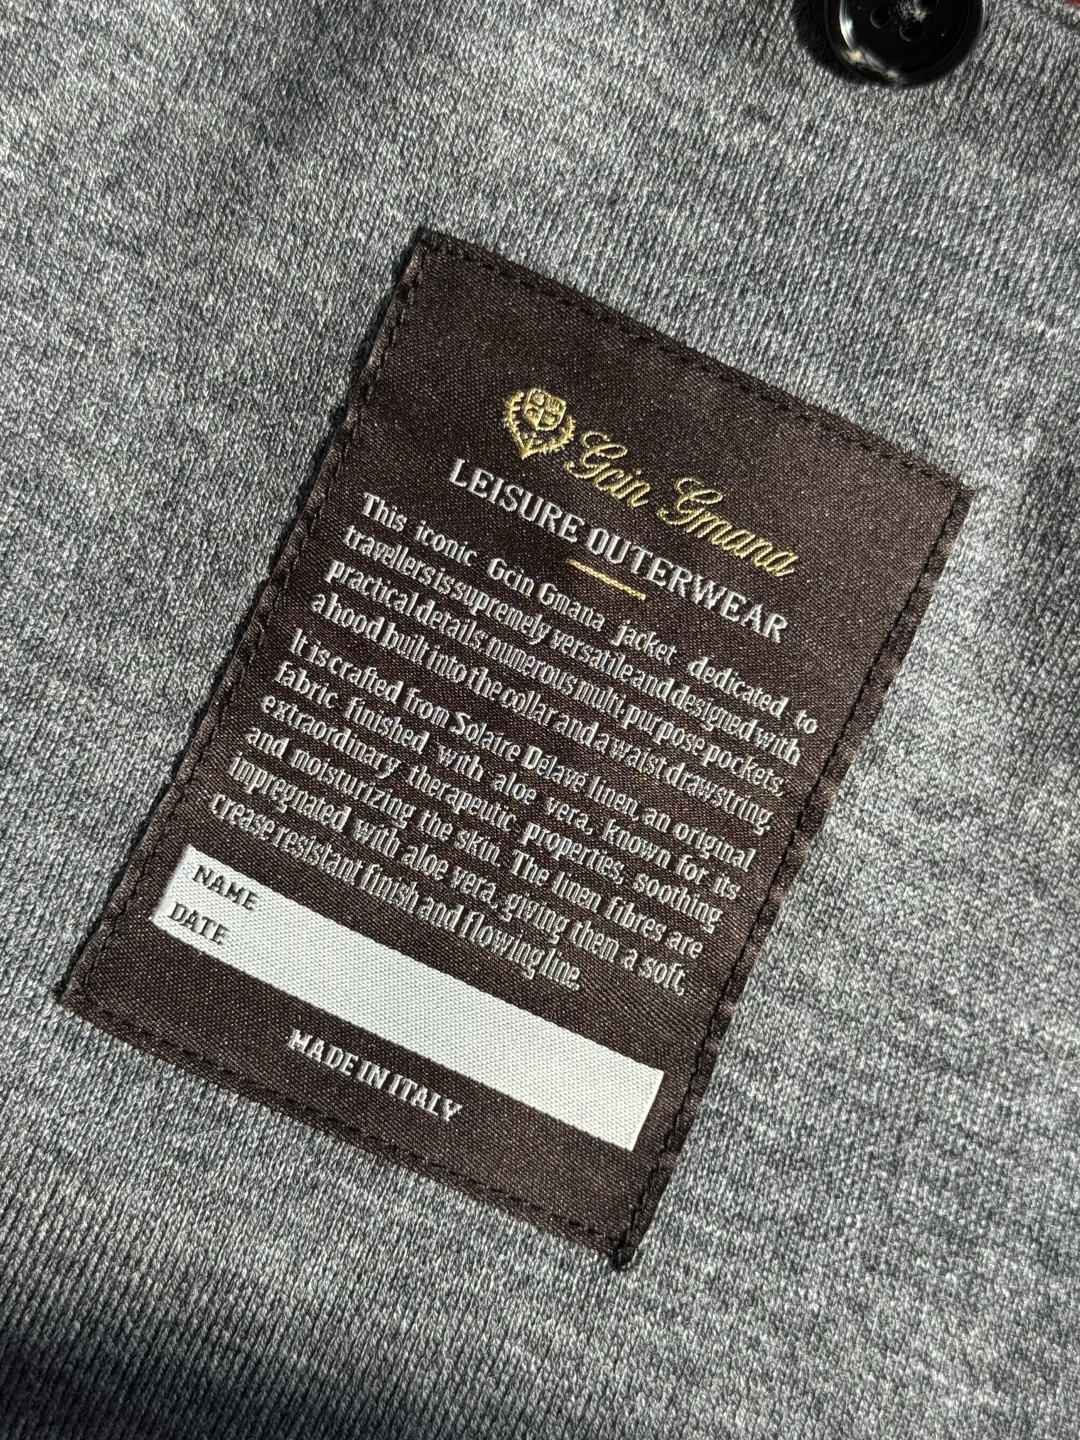 Gcin Gmana
LEISURE OUTERWEAR
This iconic Gcin Gmana jacket dedicated to
travellers is supremely versatile and designed with
practical details numerous multi-purpose pockets,
a hood built into the collar and a waist drawstring.
It is crafted from Solaire Délavé linen, an original
fabric finished with aloe vera, known for its
extraordinary therapeutic properties, soothing
and moisturizing the skin. The linen fibres are
impregnated with aloe vera, giving them a soft,
crease resistant finish and flowing line.
NAME
DATE
MADE IN ITALY